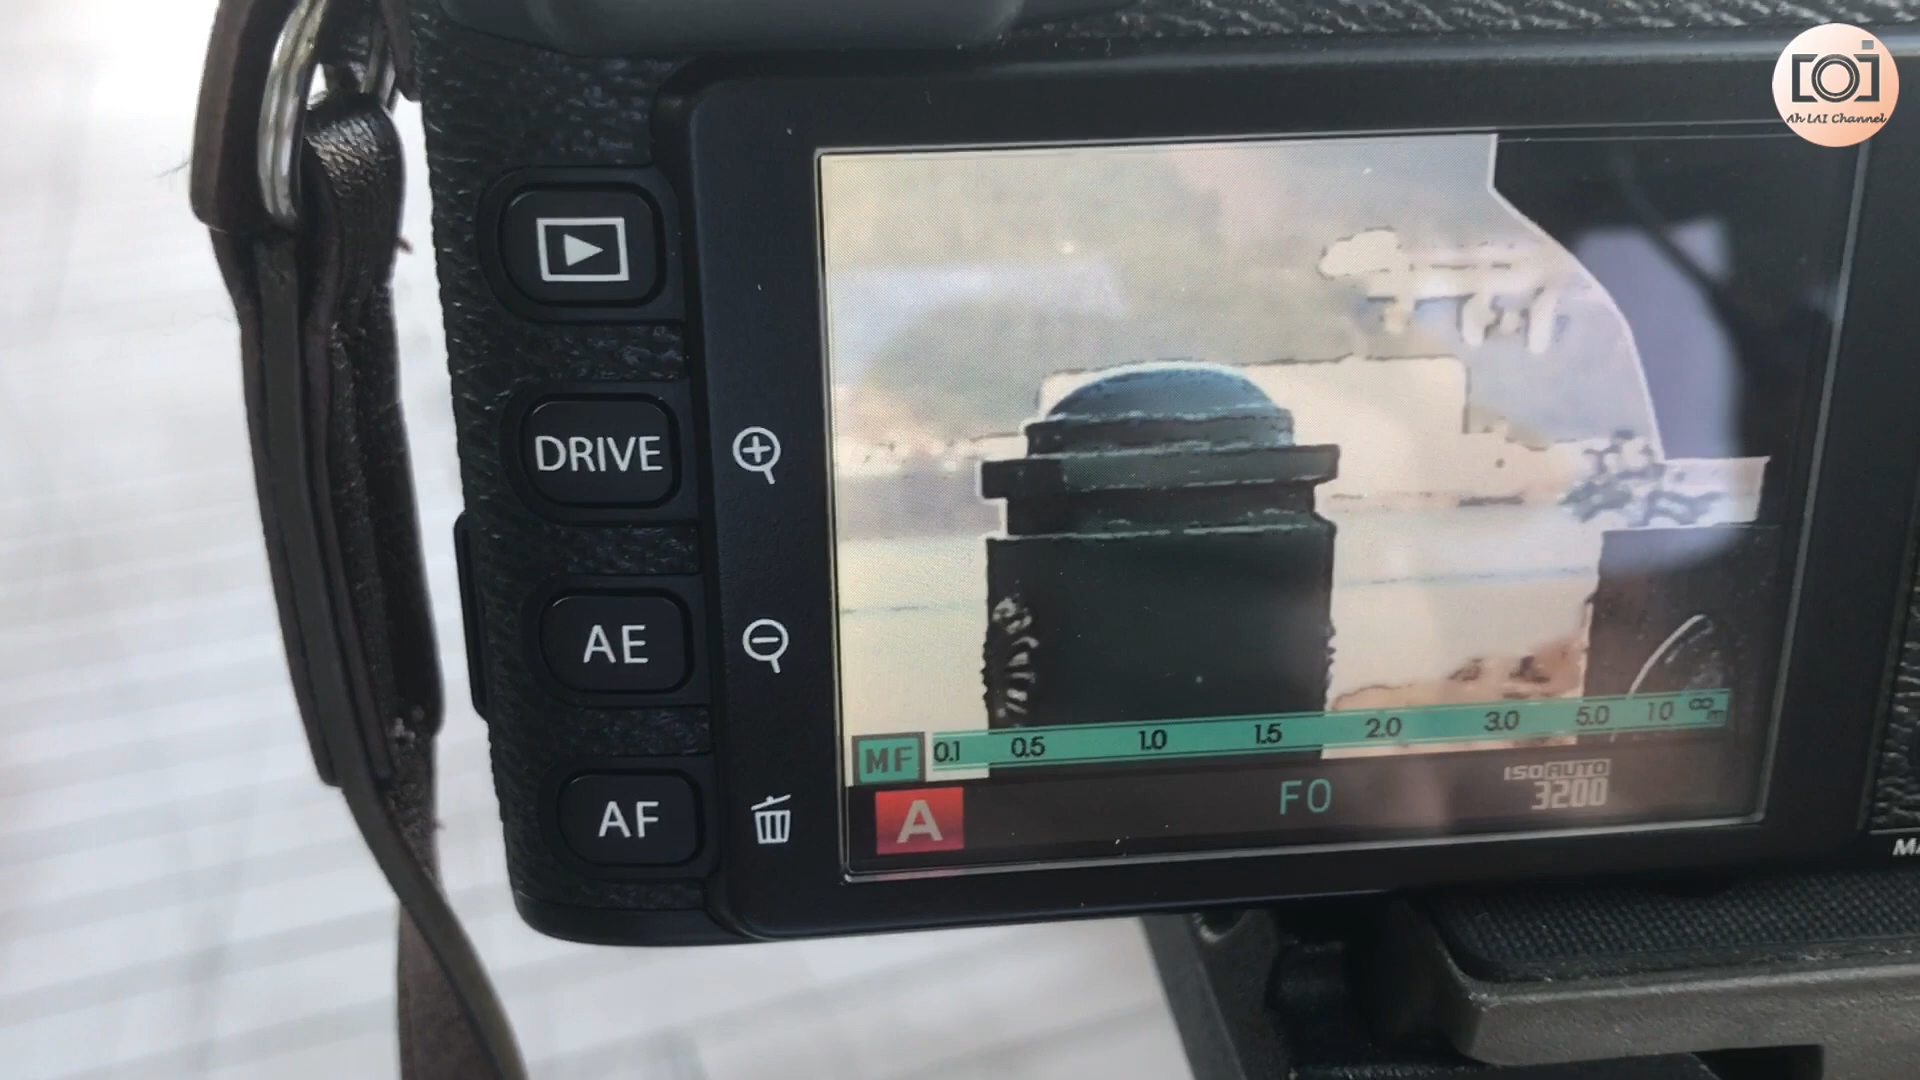 Ah LAI Channel
DRIVE
AE
AF
MF 0.1 0.5 1.0 1.5 2.0 3.0 5.0 10 ∞ m
A F0 ISO AUTO
3200